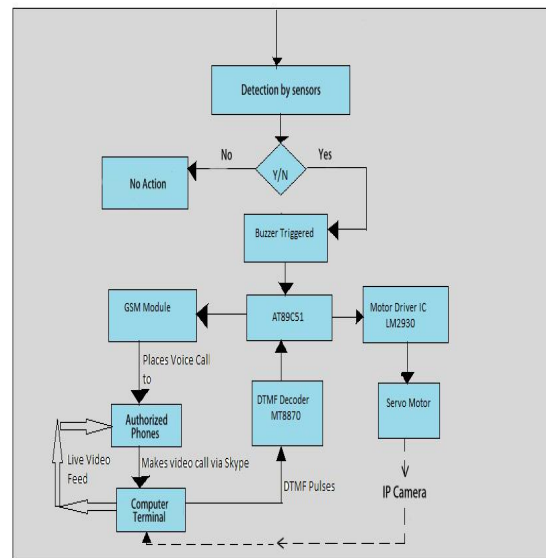 Detection by sensors
No
Yes
Y/N
No Action
Buzzer Triggered
GSM Module
AT89C51
Motor Driver IC
LM2930
Places Voice Call
to
DTMF Decoder
MT8870
Servo Motor
Authorized
Phones
Live Video
Feed
Makes video call via Skype
IP Camera
Computer
Terminal
DTMF Pulses